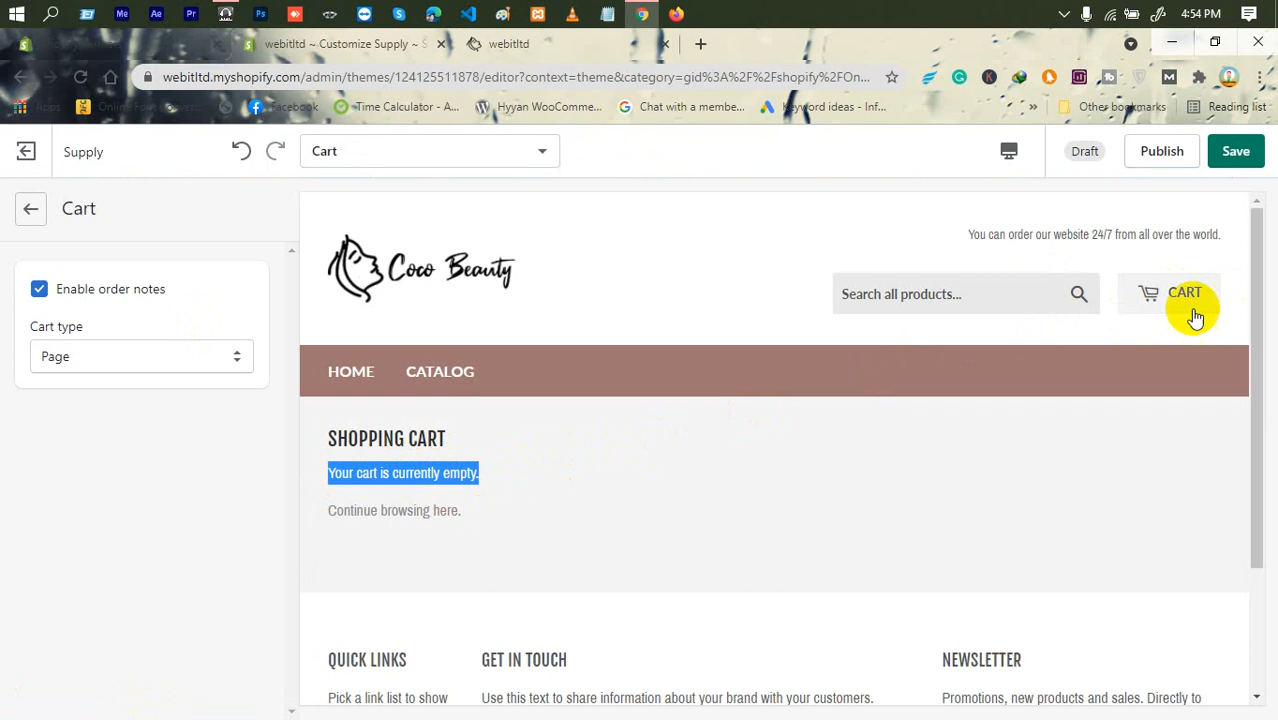 4:54 PM
webitltd ~ Customize Supply ~ S
webitltd
webitltd.myshopify.com/admin/themes/124125511878/editor?context=theme&category=gid%3A%2F%2Fshopify%2FOn...
Apps
Facebook
Time Calculator - A...
Hyyan WooComme...
Chat with a membe...
Keyword ideas - Inf...
Other bookmarks
Reading list
Supply
Cart
Draft
Publish
Save
Cart
Enable order notes
Cart type
Page
You can order our website 24/7 from all over the world.
Coco Beauty
Search all products...
CART
HOME
CATALOG
SHOPPING CART
Your cart is currently empty.
Continue browsing here.
QUICK LINKS
GET IN TOUCH
NEWSLETTER
Pick a link list to show
Use this text to share information about your brand with your customers.
Promotions, new products and sales. Directly to